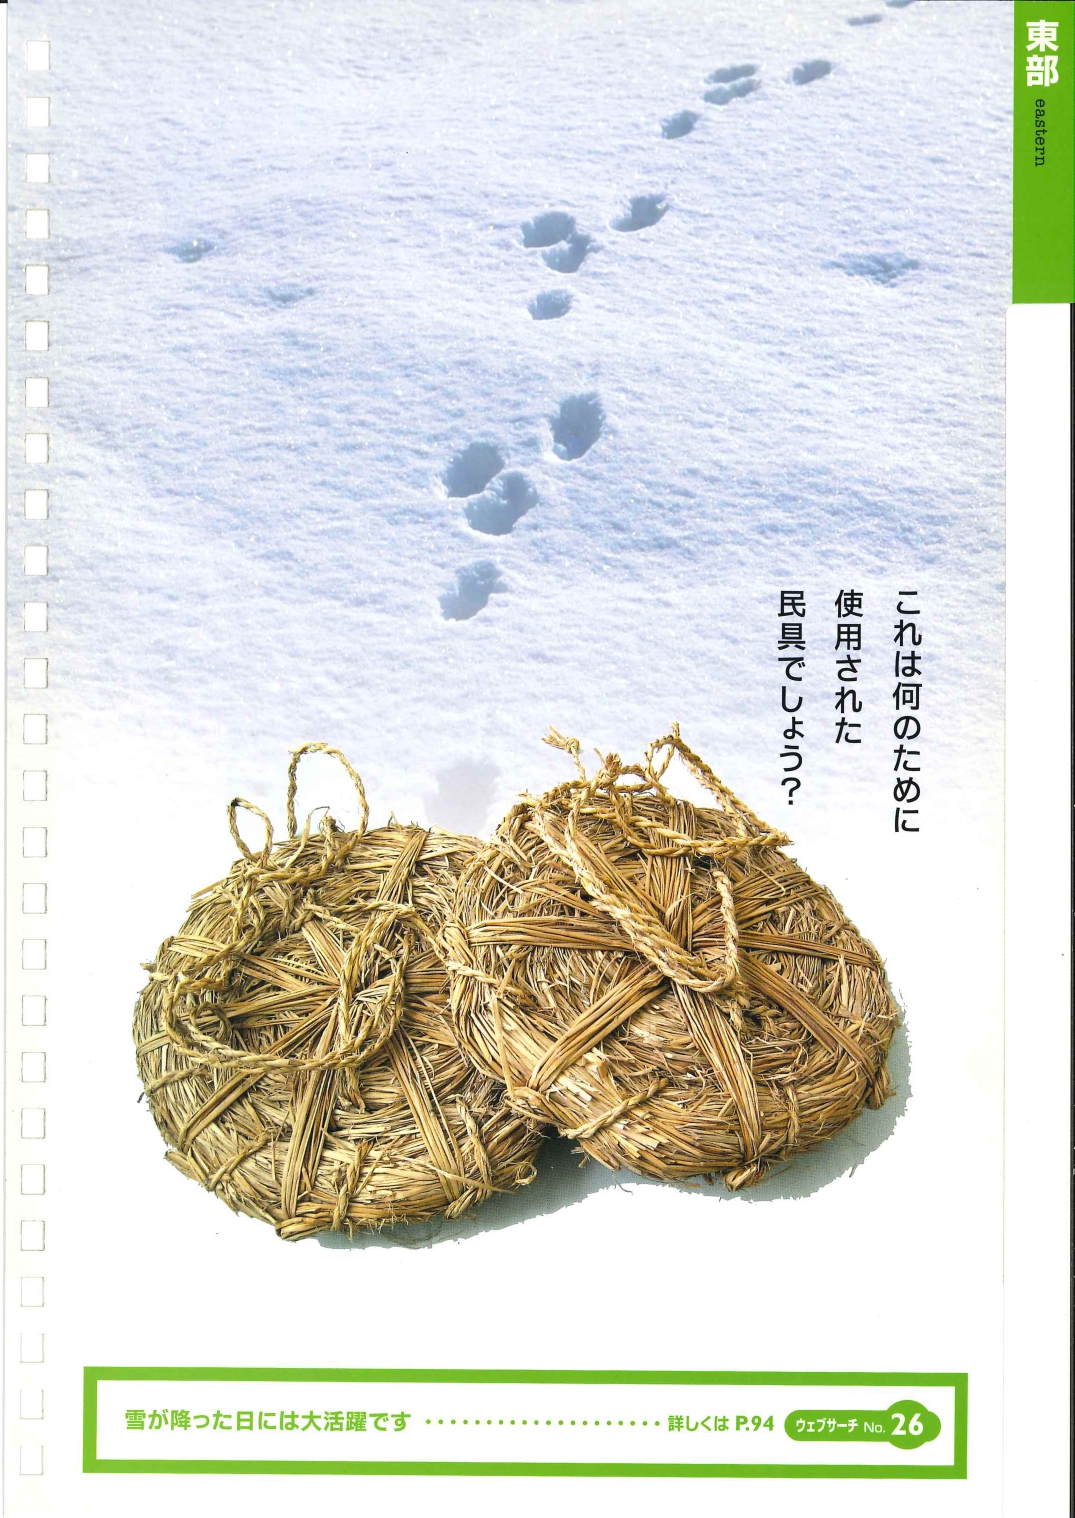 東部 eastern
これは何のために
使用された
民具でしょう？
雪が降った日には大活躍です ・・・・・・・・・・・・・・・・・・・・ 詳しくは P.94 ウェブサーチ No. 26